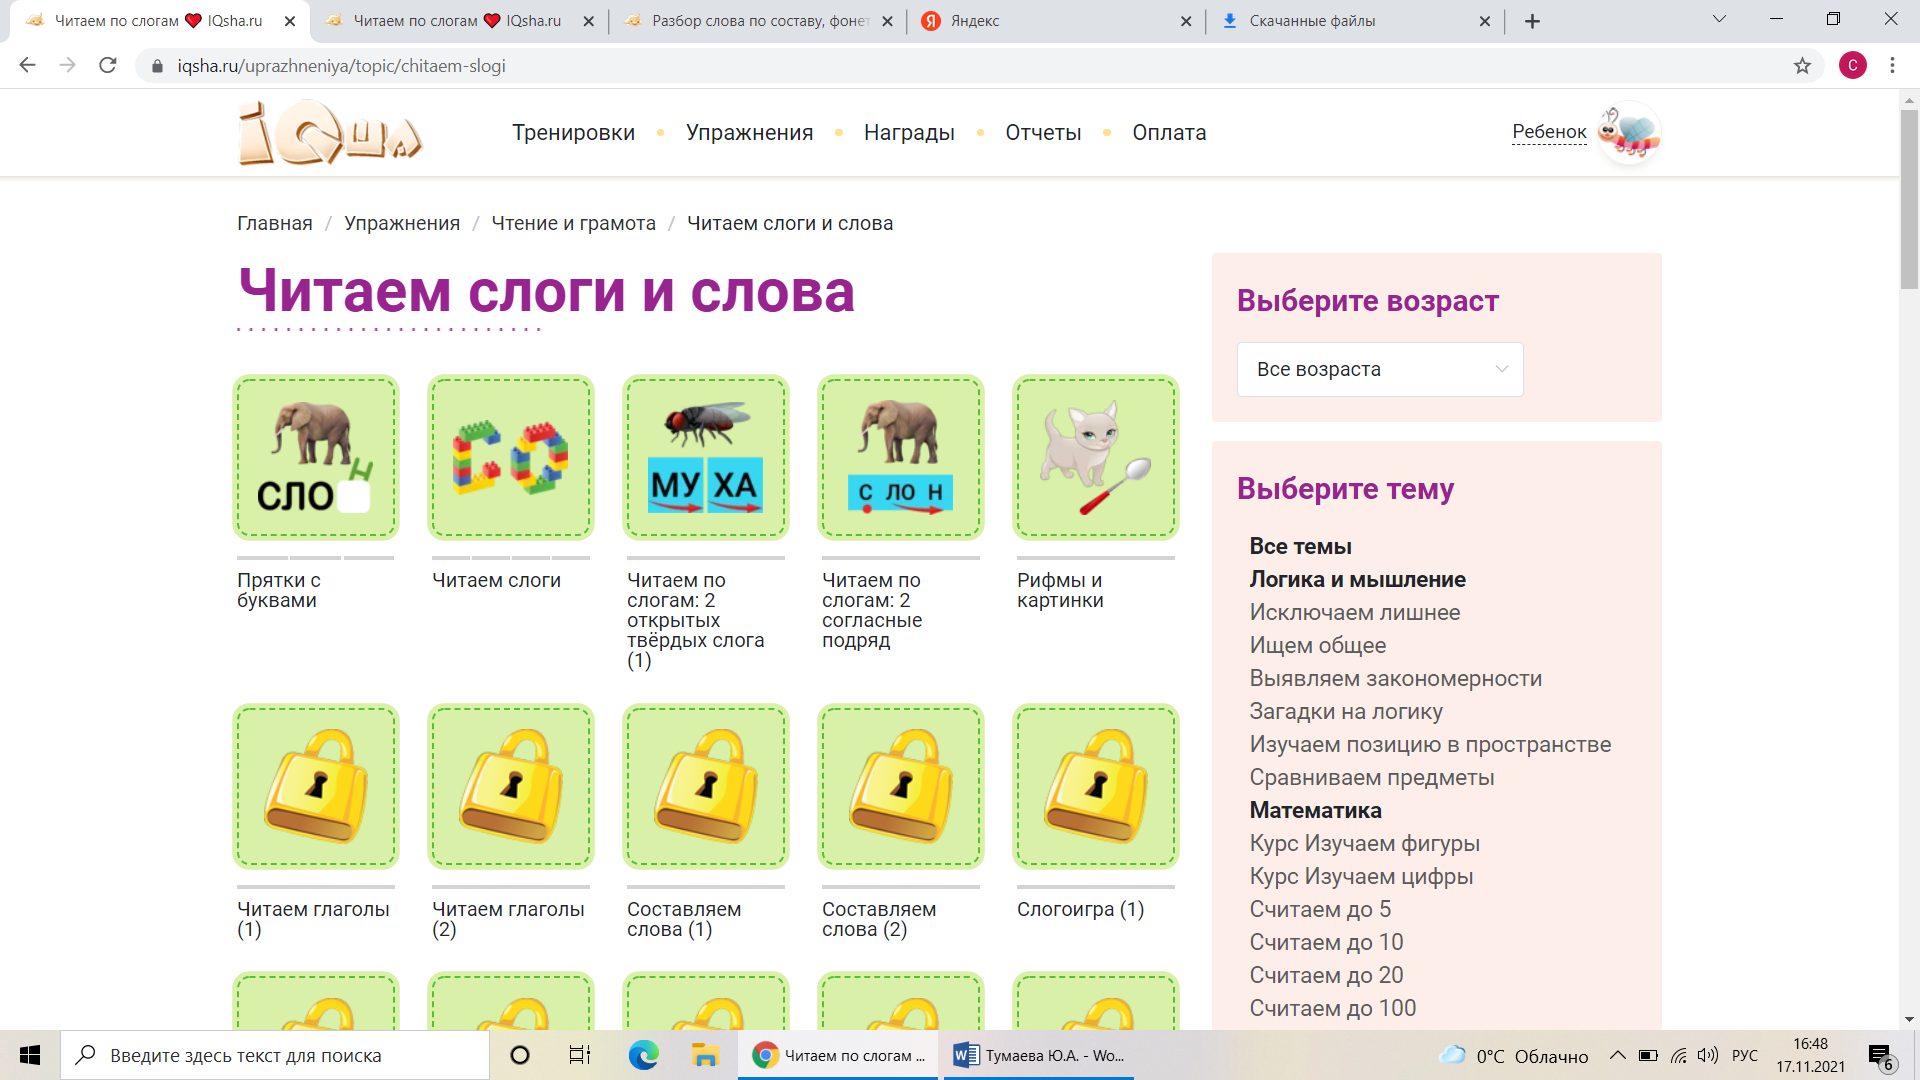 Читаем по слогам ❤ IQsha.ru
Читаем по слогам ❤ IQsha.ru
Разбор слова по составу, фонет
Яндекс
Скачанные файлы
iqsha.ru/uprazhneniya/topic/chitaem-slogi
С
iQша
Тренировки
Упражнения
Награды
Отчеты
Оплата
Ребенок
Главная / Упражнения / Чтение и грамота / Читаем слоги и слова
Читаем слоги и слова
СЛО Н
СО
МУ ХА
С ЛО Н
Прятки с
буквами
Читаем слоги
Читаем по
слогам: 2
открытых
твёрдых слога
(1)
Читаем по
слогам: 2
согласные
подряд
Рифмы и
картинки
Читаем глаголы
(1)
Читаем глаголы
(2)
Составляем
слова (1)
Составляем
слова (2)
Слогоигра (1)
Выберите возраст
Все возраста
Выберите тему
Все темы
Логика и мышление
Исключаем лишнее
Ищем общее
Выявляем закономерности
Загадки на логику
Изучаем позицию в пространстве
Сравниваем предметы
Математика
Курс Изучаем фигуры
Курс Изучаем цифры
Считаем до 5
Считаем до 10
Считаем до 20
Считаем до 100
Введите здесь текст для поиска
Читаем по слогам ...
Тумаева Ю.А. - Wo...
0°C Облачно
РУС
16:48
17.11.2021
6